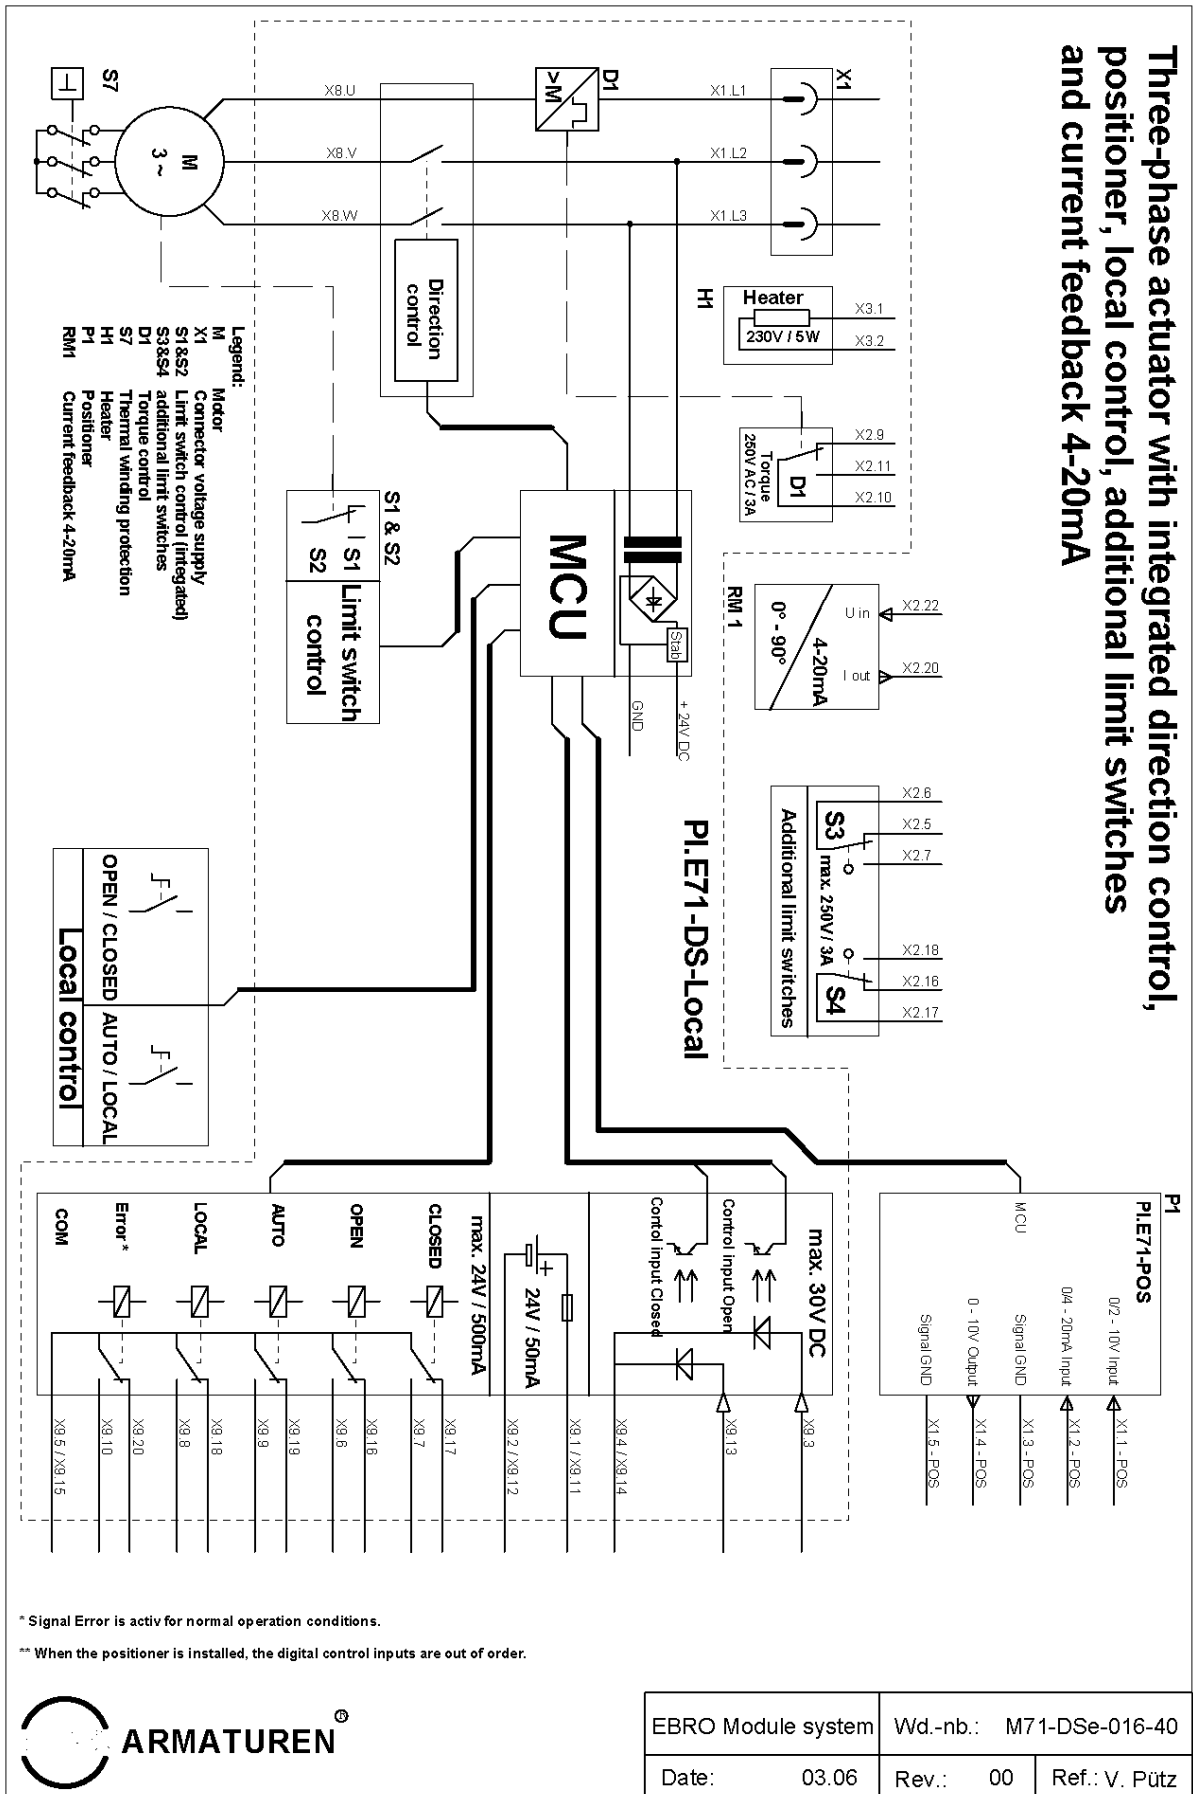 Three-phase actuator with integrated direction control,
positioner, local control, additional limit switches
and current feedback 4-20mA
X1
X1.L1
X1.L2
X1.L3
D1
>M
X8.U
X8.V
X8.W
S7
M
3 ~
Direction
control
H1
Heater
230V / 5W
X3.1
X3.2
X2.9
X2.11
X2.10
D1
Torque
250V AC / 3A
Legend:
M Motor
X1 Connector voltage supply
S1&S2 Limit switch control (integated)
S3&S4 additional limit switches
D1 Torque control
S7 Thermal winding protection
H1 Heater
P1 Positioner
RM1 Current feedback 4-20mA
S1 & S2
S1
S2
Limit switch
control
MCU
Stab
+ 24V DC
GND
RM 1
0° - 90°
4-20mA
U in
I out
X2.22
X2.20
PI.E71-DS-Local
X2.6
X2.5
X2.7
X2.18
X2.16
X2.17
S3
max. 250V / 3A
S4
Additional limit switches
OPEN / CLOSED
AUTO / LOCAL
Local control
P1
PI.E71-POS
MCU
0/2 - 10V Input
0/4 - 20mA Input
Signal GND
0 - 10V Output
Signal GND
X1.1 - POS
X1.2 - POS
X1.3 - POS
X1.4 - POS
X1.5 - POS
max. 30V DC
Control input Open
Contol input Closed
24V / 50mA
+
max. 24V / 500mA
CLOSED
OPEN
AUTO
LOCAL
Error *
COM
X9.3
X9.13
X9.4 / X9.14
X9.1 / X9.11
X9.2 / X9.12
X9.17
X9.7
X9.16
X9.6
X9.19
X9.9
X9.18
X9.8
X9.20
X9.10
X9.5 / X9.15
* Signal Error is activ for normal operation conditions.
** When the positioner is installed, the digital control inputs are out of order.
ARMATUREN ®
EBRO Module system
Wd.-nb.: M71-DSe-016-40
Date: 03.06
Rev.: 00
Ref.: V. Pütz